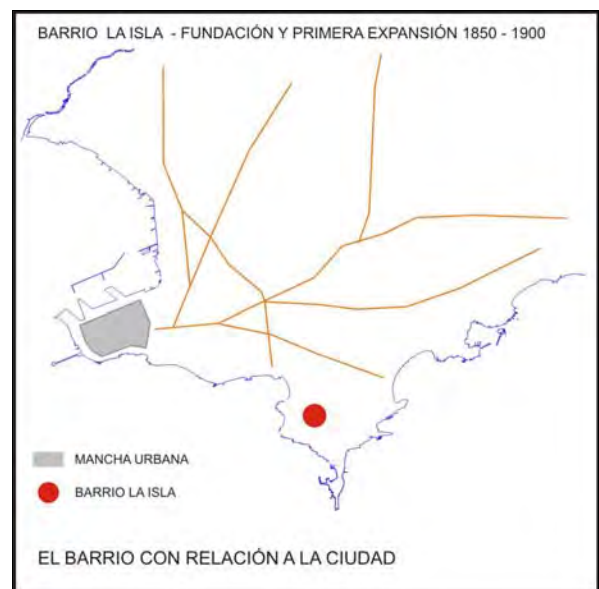 BARRIO LA ISLA - FUNDACIÓN Y PRIMERA EXPANSIÓN 1850 - 1900
MANCHA URBANA
BARRIO LA ISLA
EL BARRIO CON RELACIÓN A LA CIUDAD